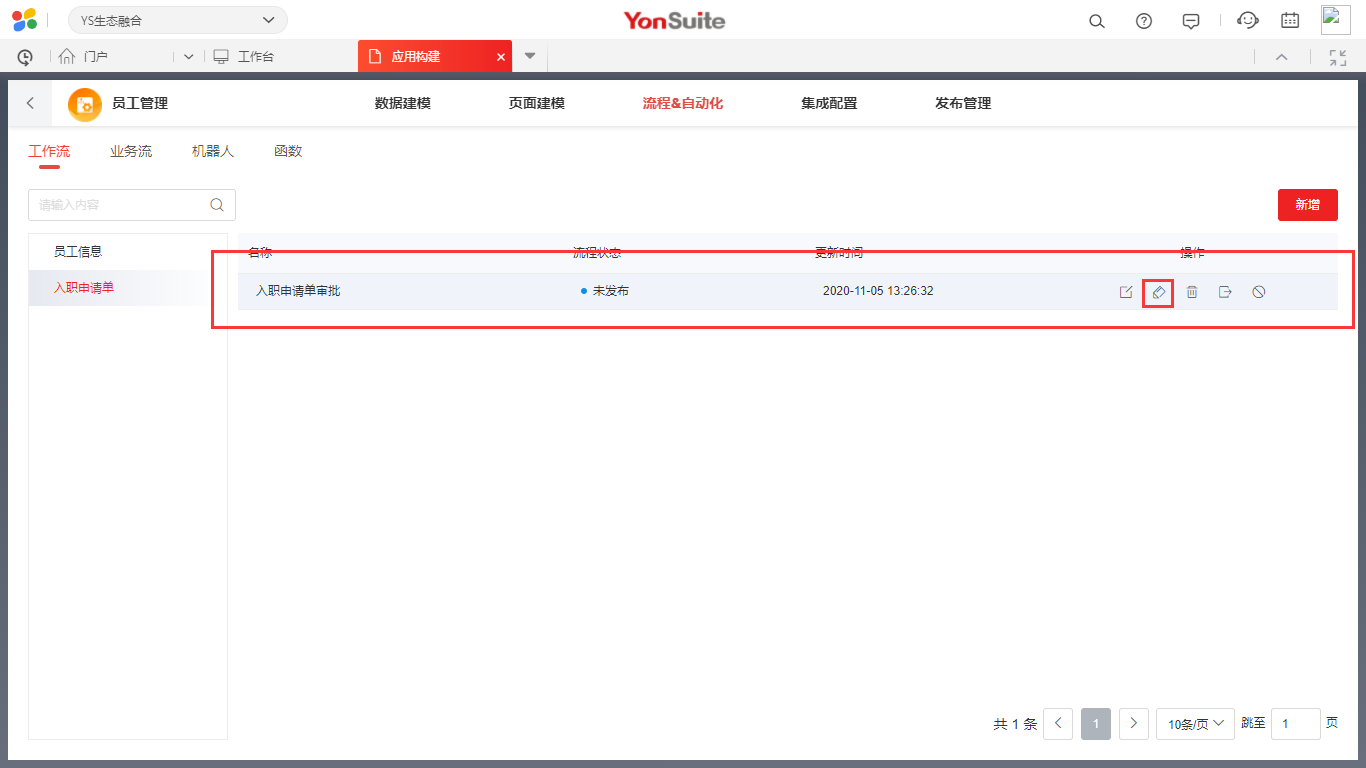 YS生态融合
YonSuite
门户
工作台
应用构建
员工管理
数据建模
页面建模
流程&自动化
集成配置
发布管理
工作流
业务流
机器人
函数
请输入内容
新增
员工信息
入职申请单
名称
流程状态
更新时间
操作
入职申请单审批
未发布
2020-11-05 13:26:32
共 1 条
1
10条/页
跳至
1
页